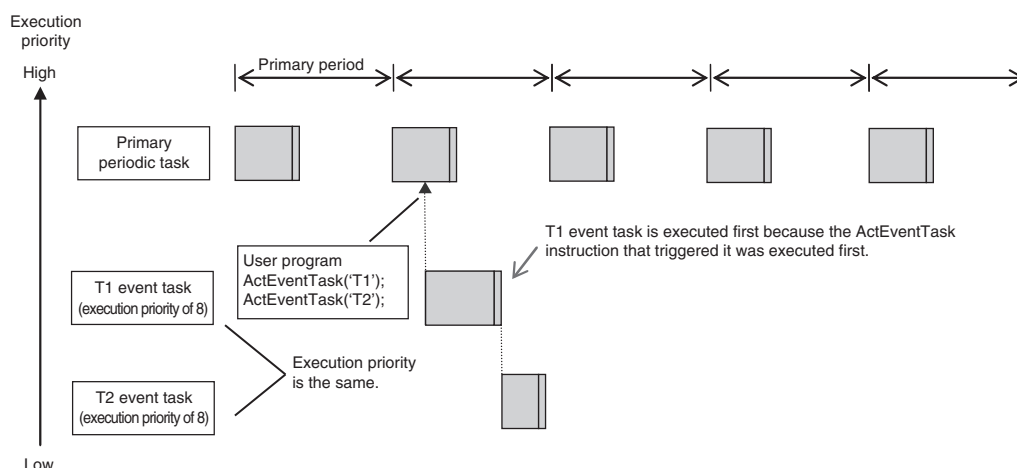 Execution
priority
High
Primary period
Primary
periodic task
T1 event task is executed first because the ActEventTask
instruction that triggered it was executed first.
User program
ActEventTask(‘T1’);
ActEventTask(‘T2’);
T1 event task
(execution priority of 8)
Execution priority
is the same.
T2 event task
(execution priority of 8)
Low